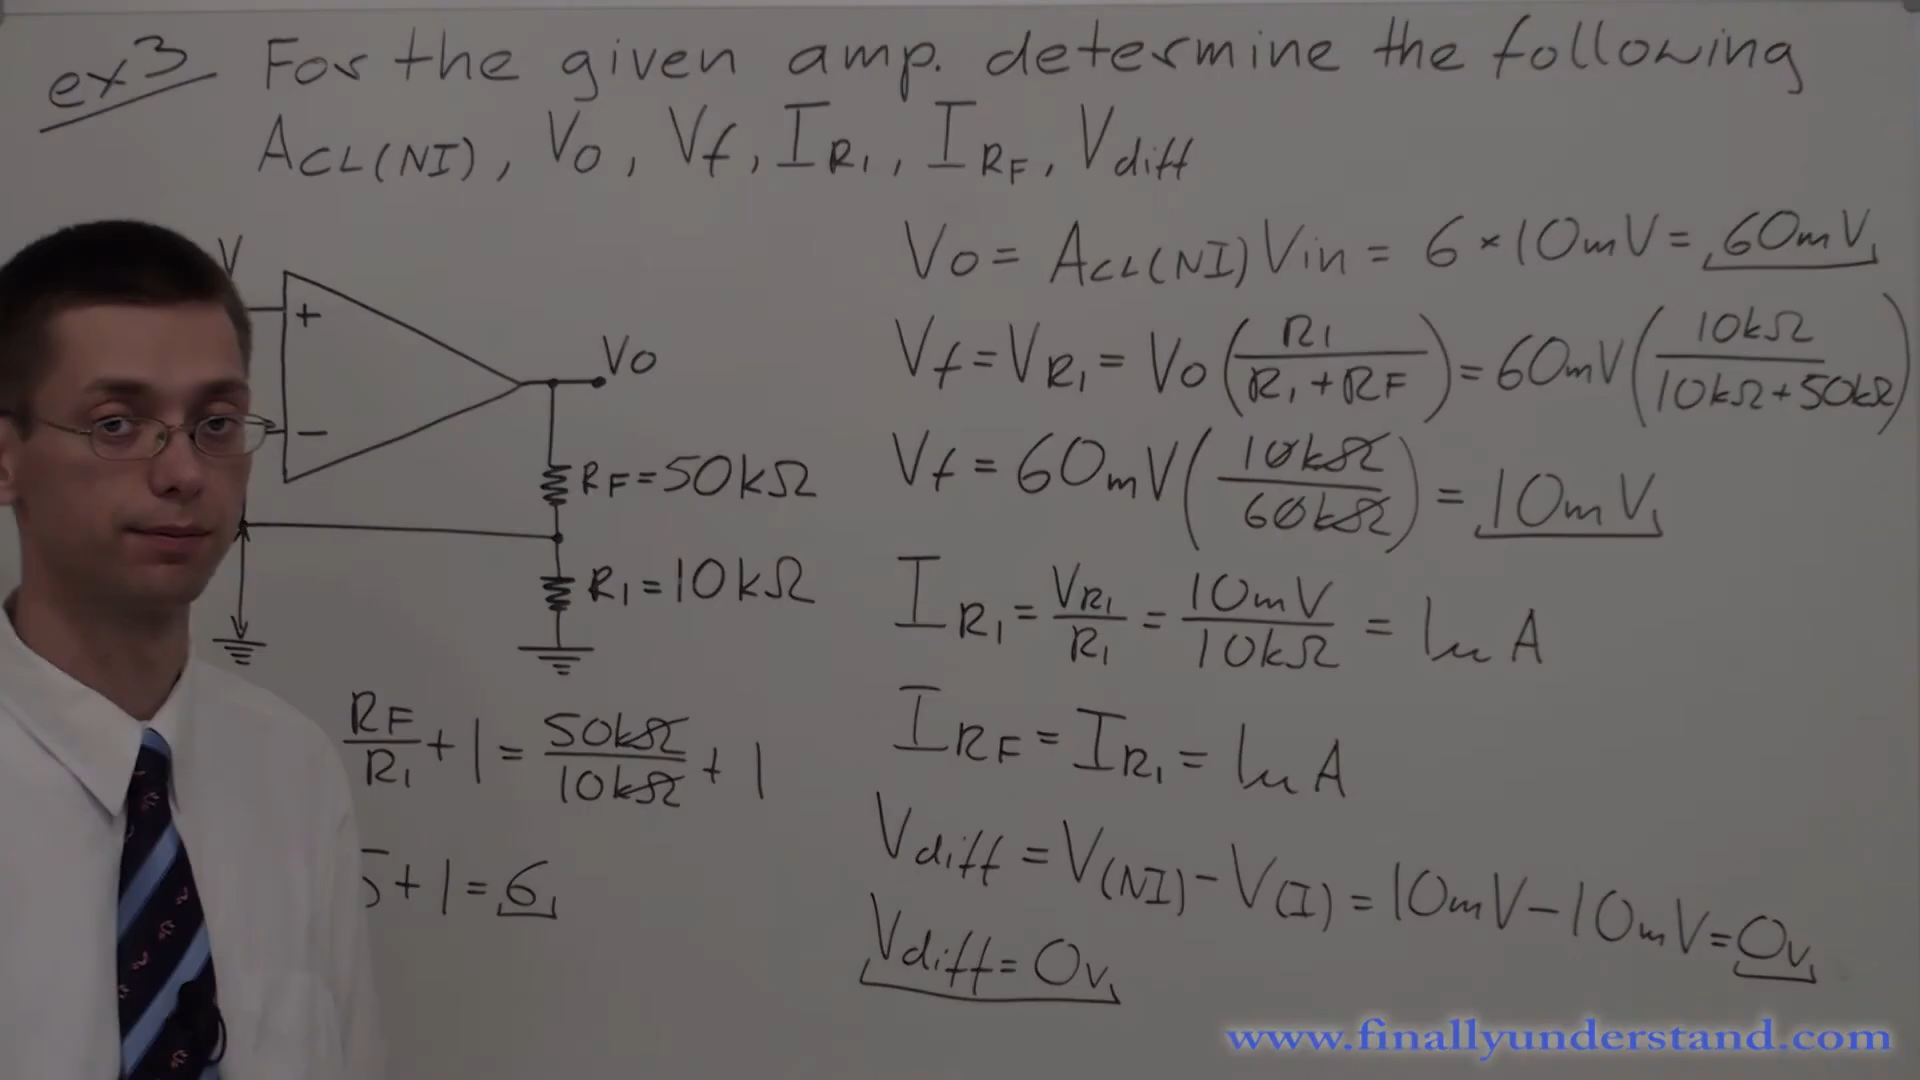 ex3 For the given amp. determine the following
ACL(NI), Vo, Vf, IR1, IRF, Vdiff
V
+
−
Vo
RF=50kΩ
R1=10kΩ
RF/R1 + 1 = 50kΩ/10kΩ + 1
5+1=6
Vo = ACL(NI) Vin = 6 × 10mV = 60mV
Vf = VR1 = Vo (R1/(R1+RF)) = 60mV (10kΩ/(10kΩ+50kΩ))
Vf = 60mV (10kΩ/60kΩ) = 10mV
IR1 = VR1/R1 = 10mV/10kΩ = 1μA
IRF = IR1 = 1μA
Vdiff = V(NI) - V(I) = 10mV - 10mV = 0v
Vdiff = 0v
www.finallyunderstand.com